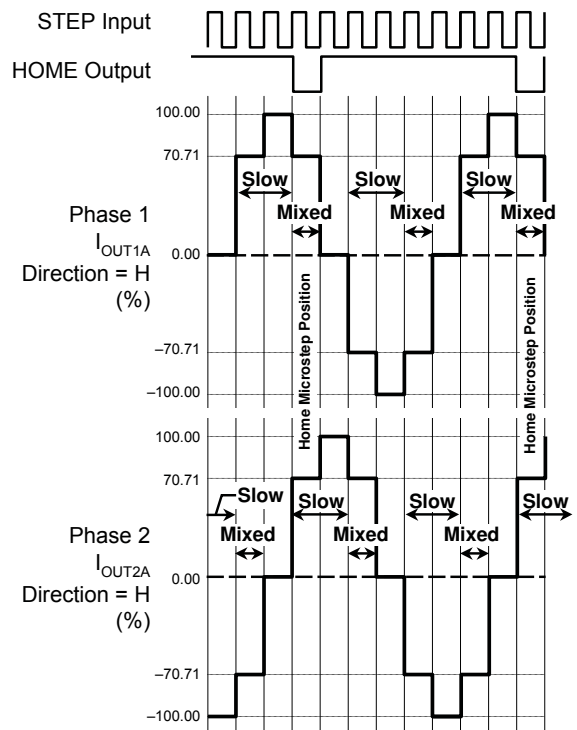 STEP Input
HOME Output
100.00
70.71
Slow
Slow
Slow
Mixed
Mixed
Mixed
Phase 1
IOUT1A
Direction = H
(%)
0.00
–70.71
–100.00
Home Microstep Position
Home Microstep Position
100.00
70.71
Slow
Slow
Slow
Slow
Mixed
Mixed
Mixed
Phase 2
IOUT2A
Direction = H
(%)
0.00
–70.71
–100.00